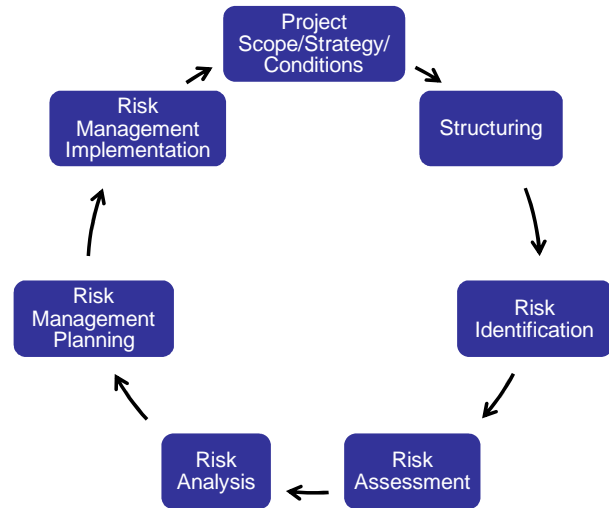 Project
Scope/Strategy/
Conditions
Structuring
Risk
Identification
Risk
Assessment
Risk
Analysis
Risk
Management
Planning
Risk
Management
Implementation